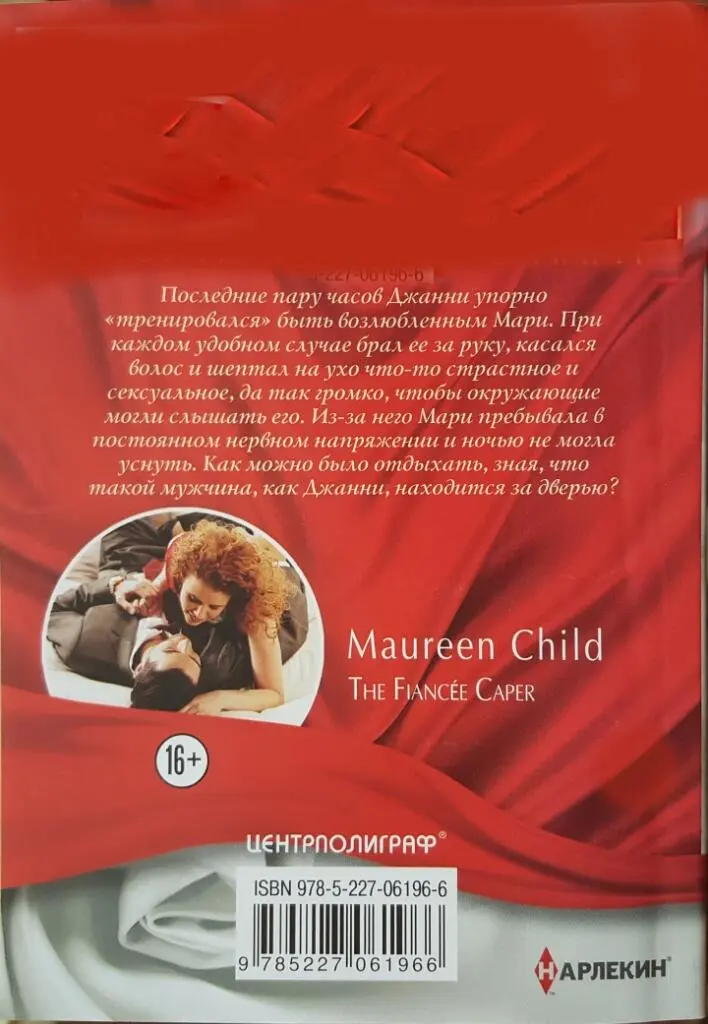 -227-06196-6
Последние пару часов Джанни упорно
«тренировался» быть возлюбленным Мари. При
каждом удобном случае брал ее за руку, касался
волос и шептал на ухо что-то страстное и
сексуальное, да так громко, чтобы окружающие
могли слышать его. Из-за него Мари пребывала в
постоянном нервном напряжении и ночью не могла
уснуть. Как можно было отдыхать, зная, что
такой мужчина, как Джанни, находится за дверью?
Maureen Child
THE FIANCÉE CAPER
16+
ЦЕНТРПОЛИГРАФ®
ISBN 978-5-227-06196-6
9 785227 061966
АРЛЕКИН®